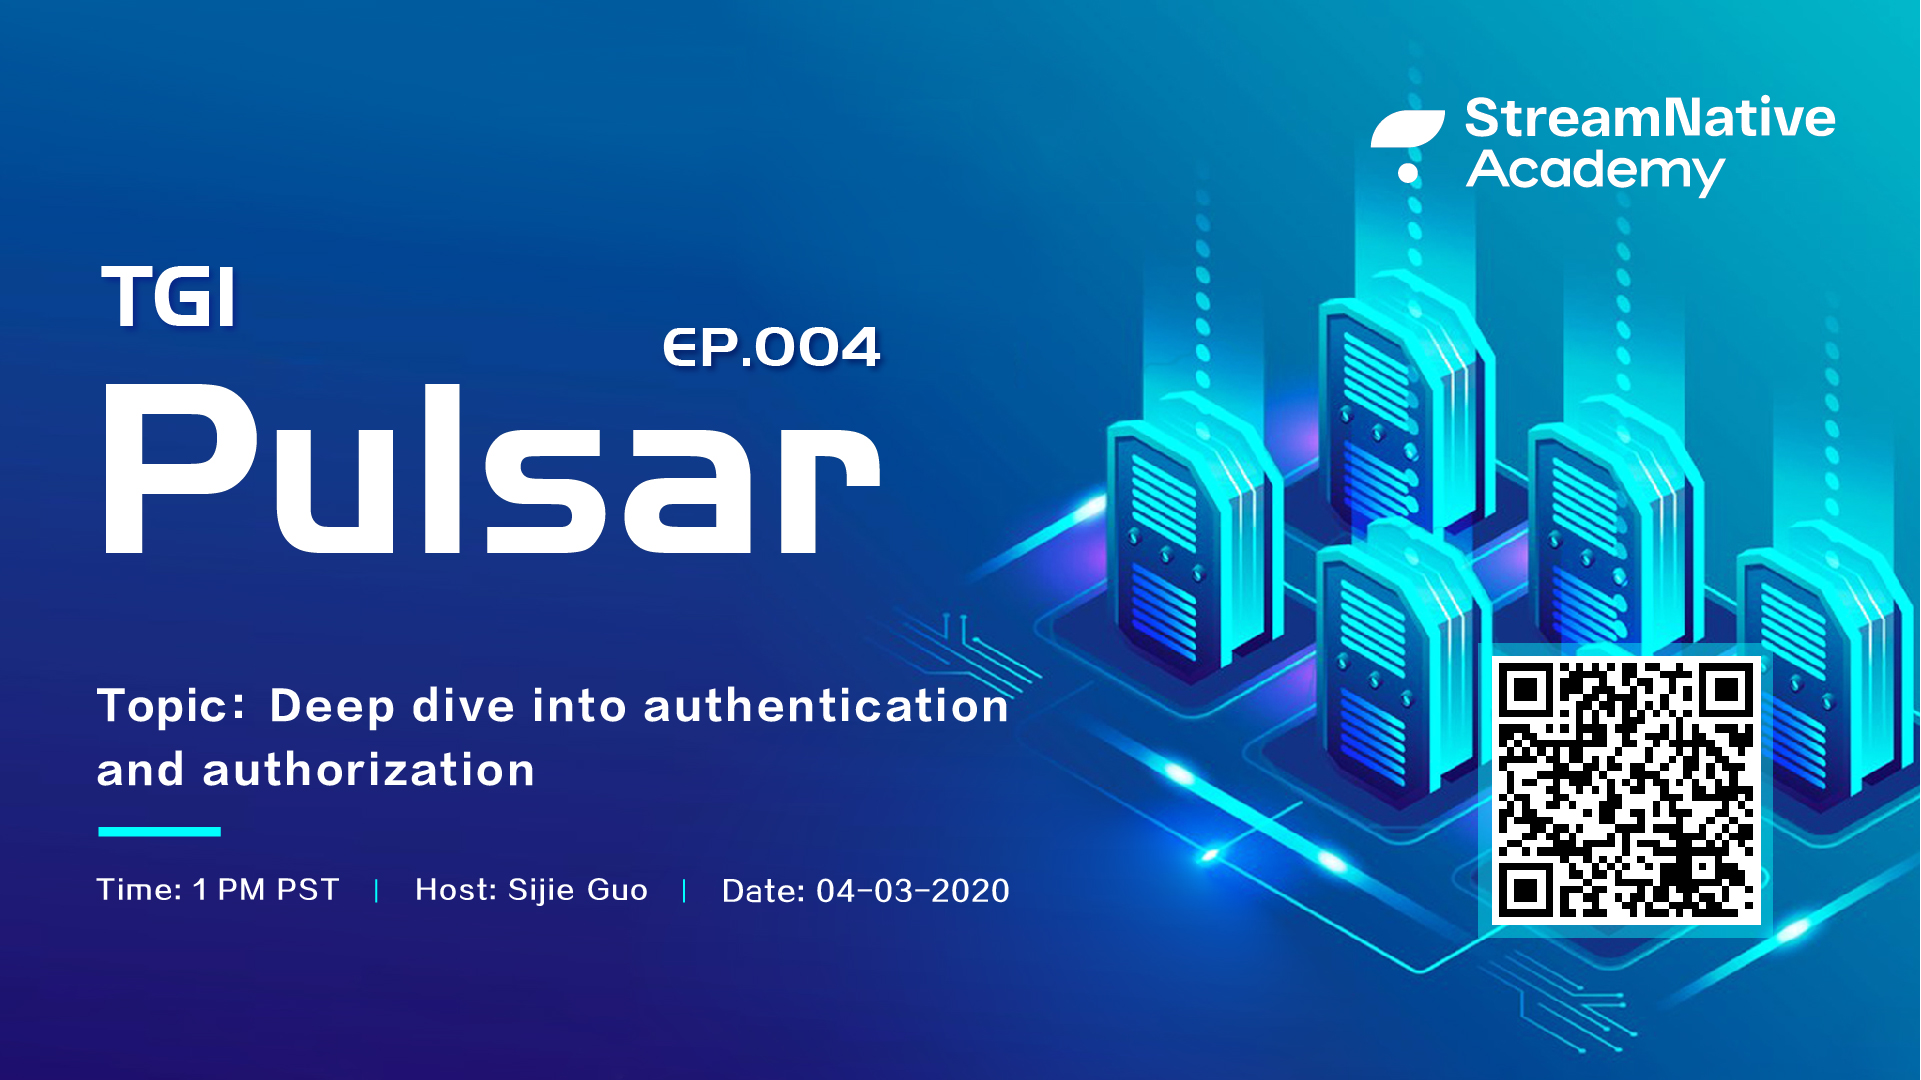 StreamNative
Academy
TGI
EP.004
Pulsar
Topic: Deep dive into authentication
and authorization
Time: 1 PM PST | Host: Sijie Guo | Date: 04-03-2020